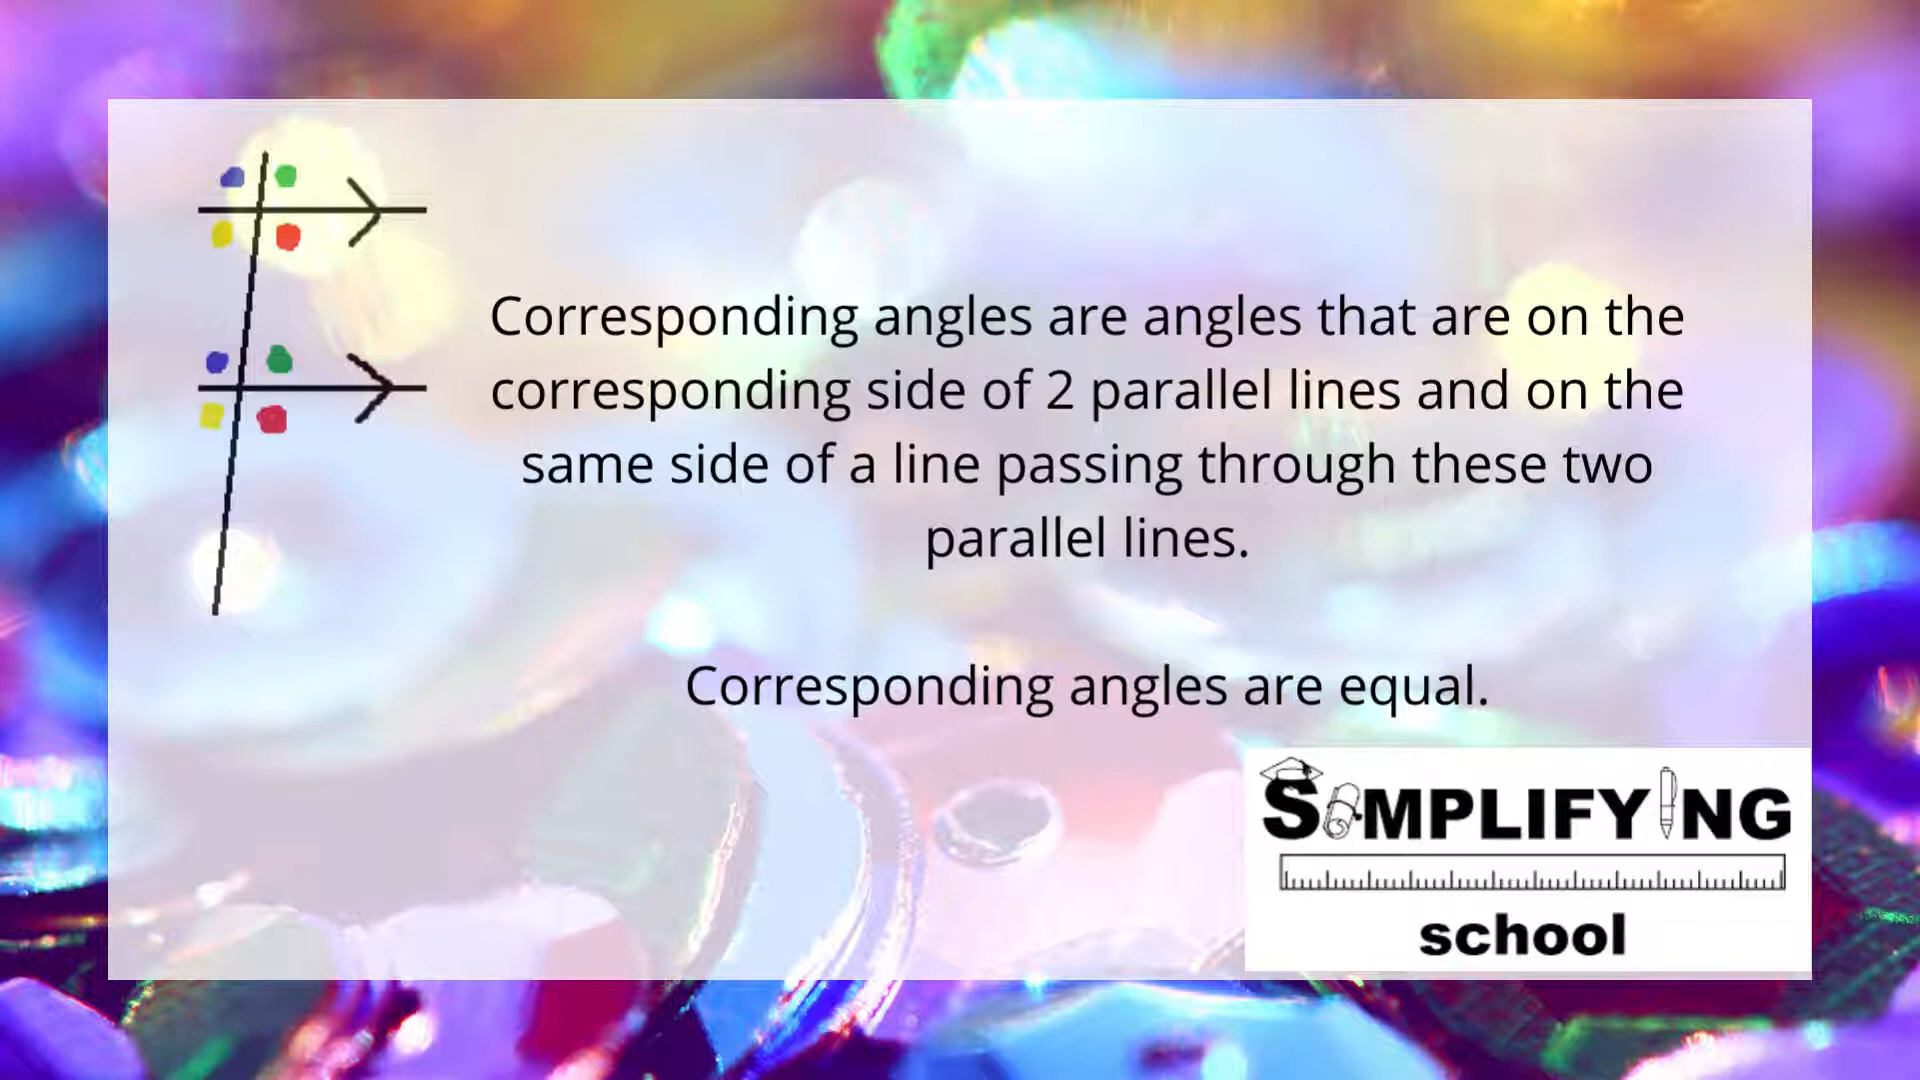 Corresponding angles are angles that are on the
corresponding side of 2 parallel lines and on the
same side of a line passing through these two
parallel lines.
Corresponding angles are equal.
SIMPLIFYING
school